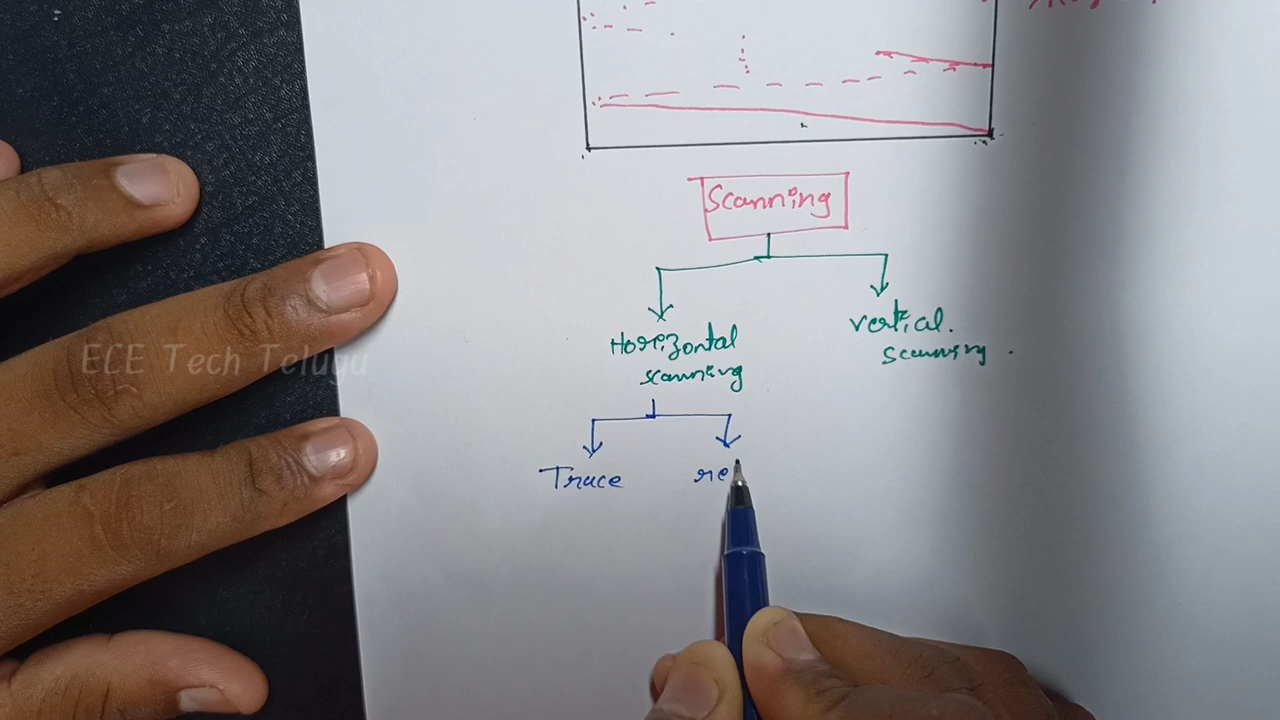 Scanning
Horizontal
scanning
vertical.
scanning
Trace
re
ECE Tech Telugu